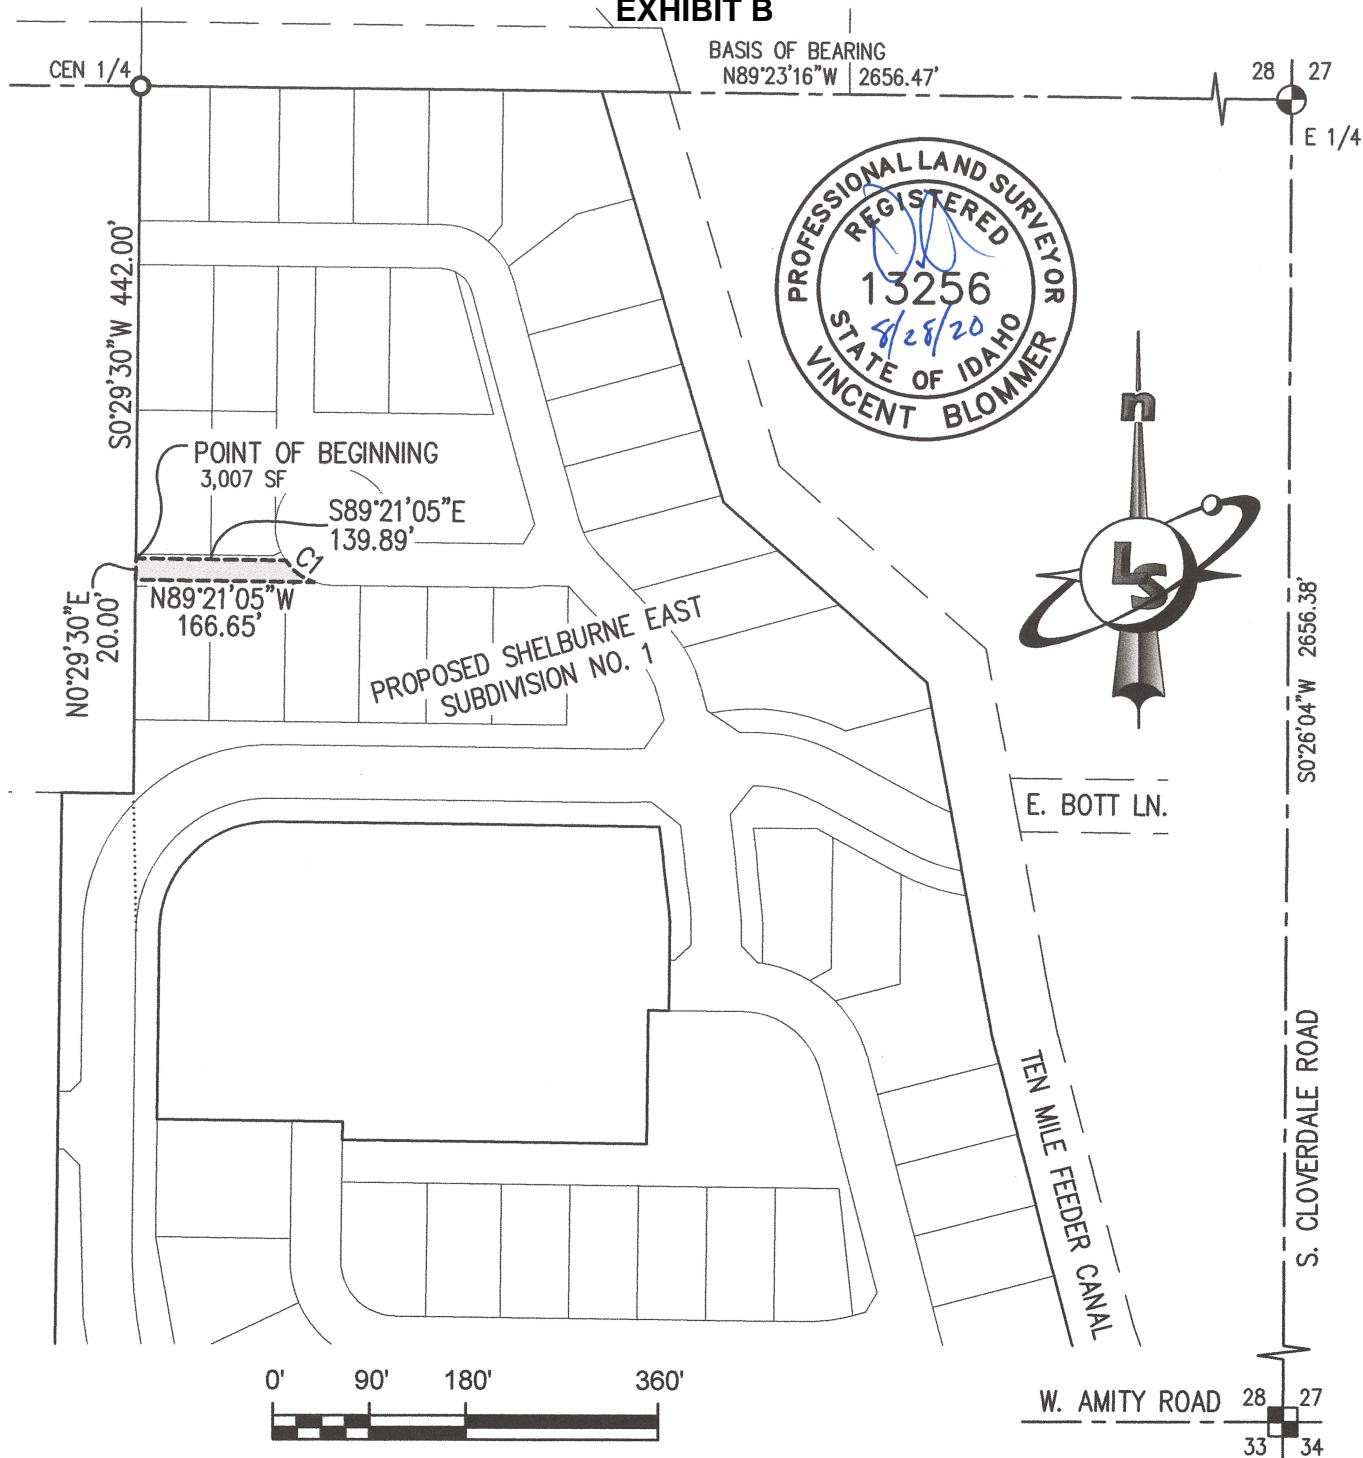 EXHIBIT B
BASIS OF BEARING
N89°23'16"W 2656.47'
CEN 1/4
28 27
E 1/4
S0°29'30"W 442.00'
PROFESSIONAL LAND SURVEYOR
REGISTERED
13256
8/28/20
STATE OF IDAHO
VINCENT BLOMMER
n
LS
POINT OF BEGINNING
3,007 SF
S89°21'05"E
139.89'
C1
N0°29'30"E
20.00'
N89°21'05"W
166.65'
PROPOSED SHELBURNE EAST
SUBDIVISION NO. 1
S0°26'04"W 2656.38'
E. BOTT LN.
TEN MILE FEEDER CANAL
S. CLOVERDALE ROAD
0' 90' 180' 360'
W. AMITY ROAD
28 27
33 34